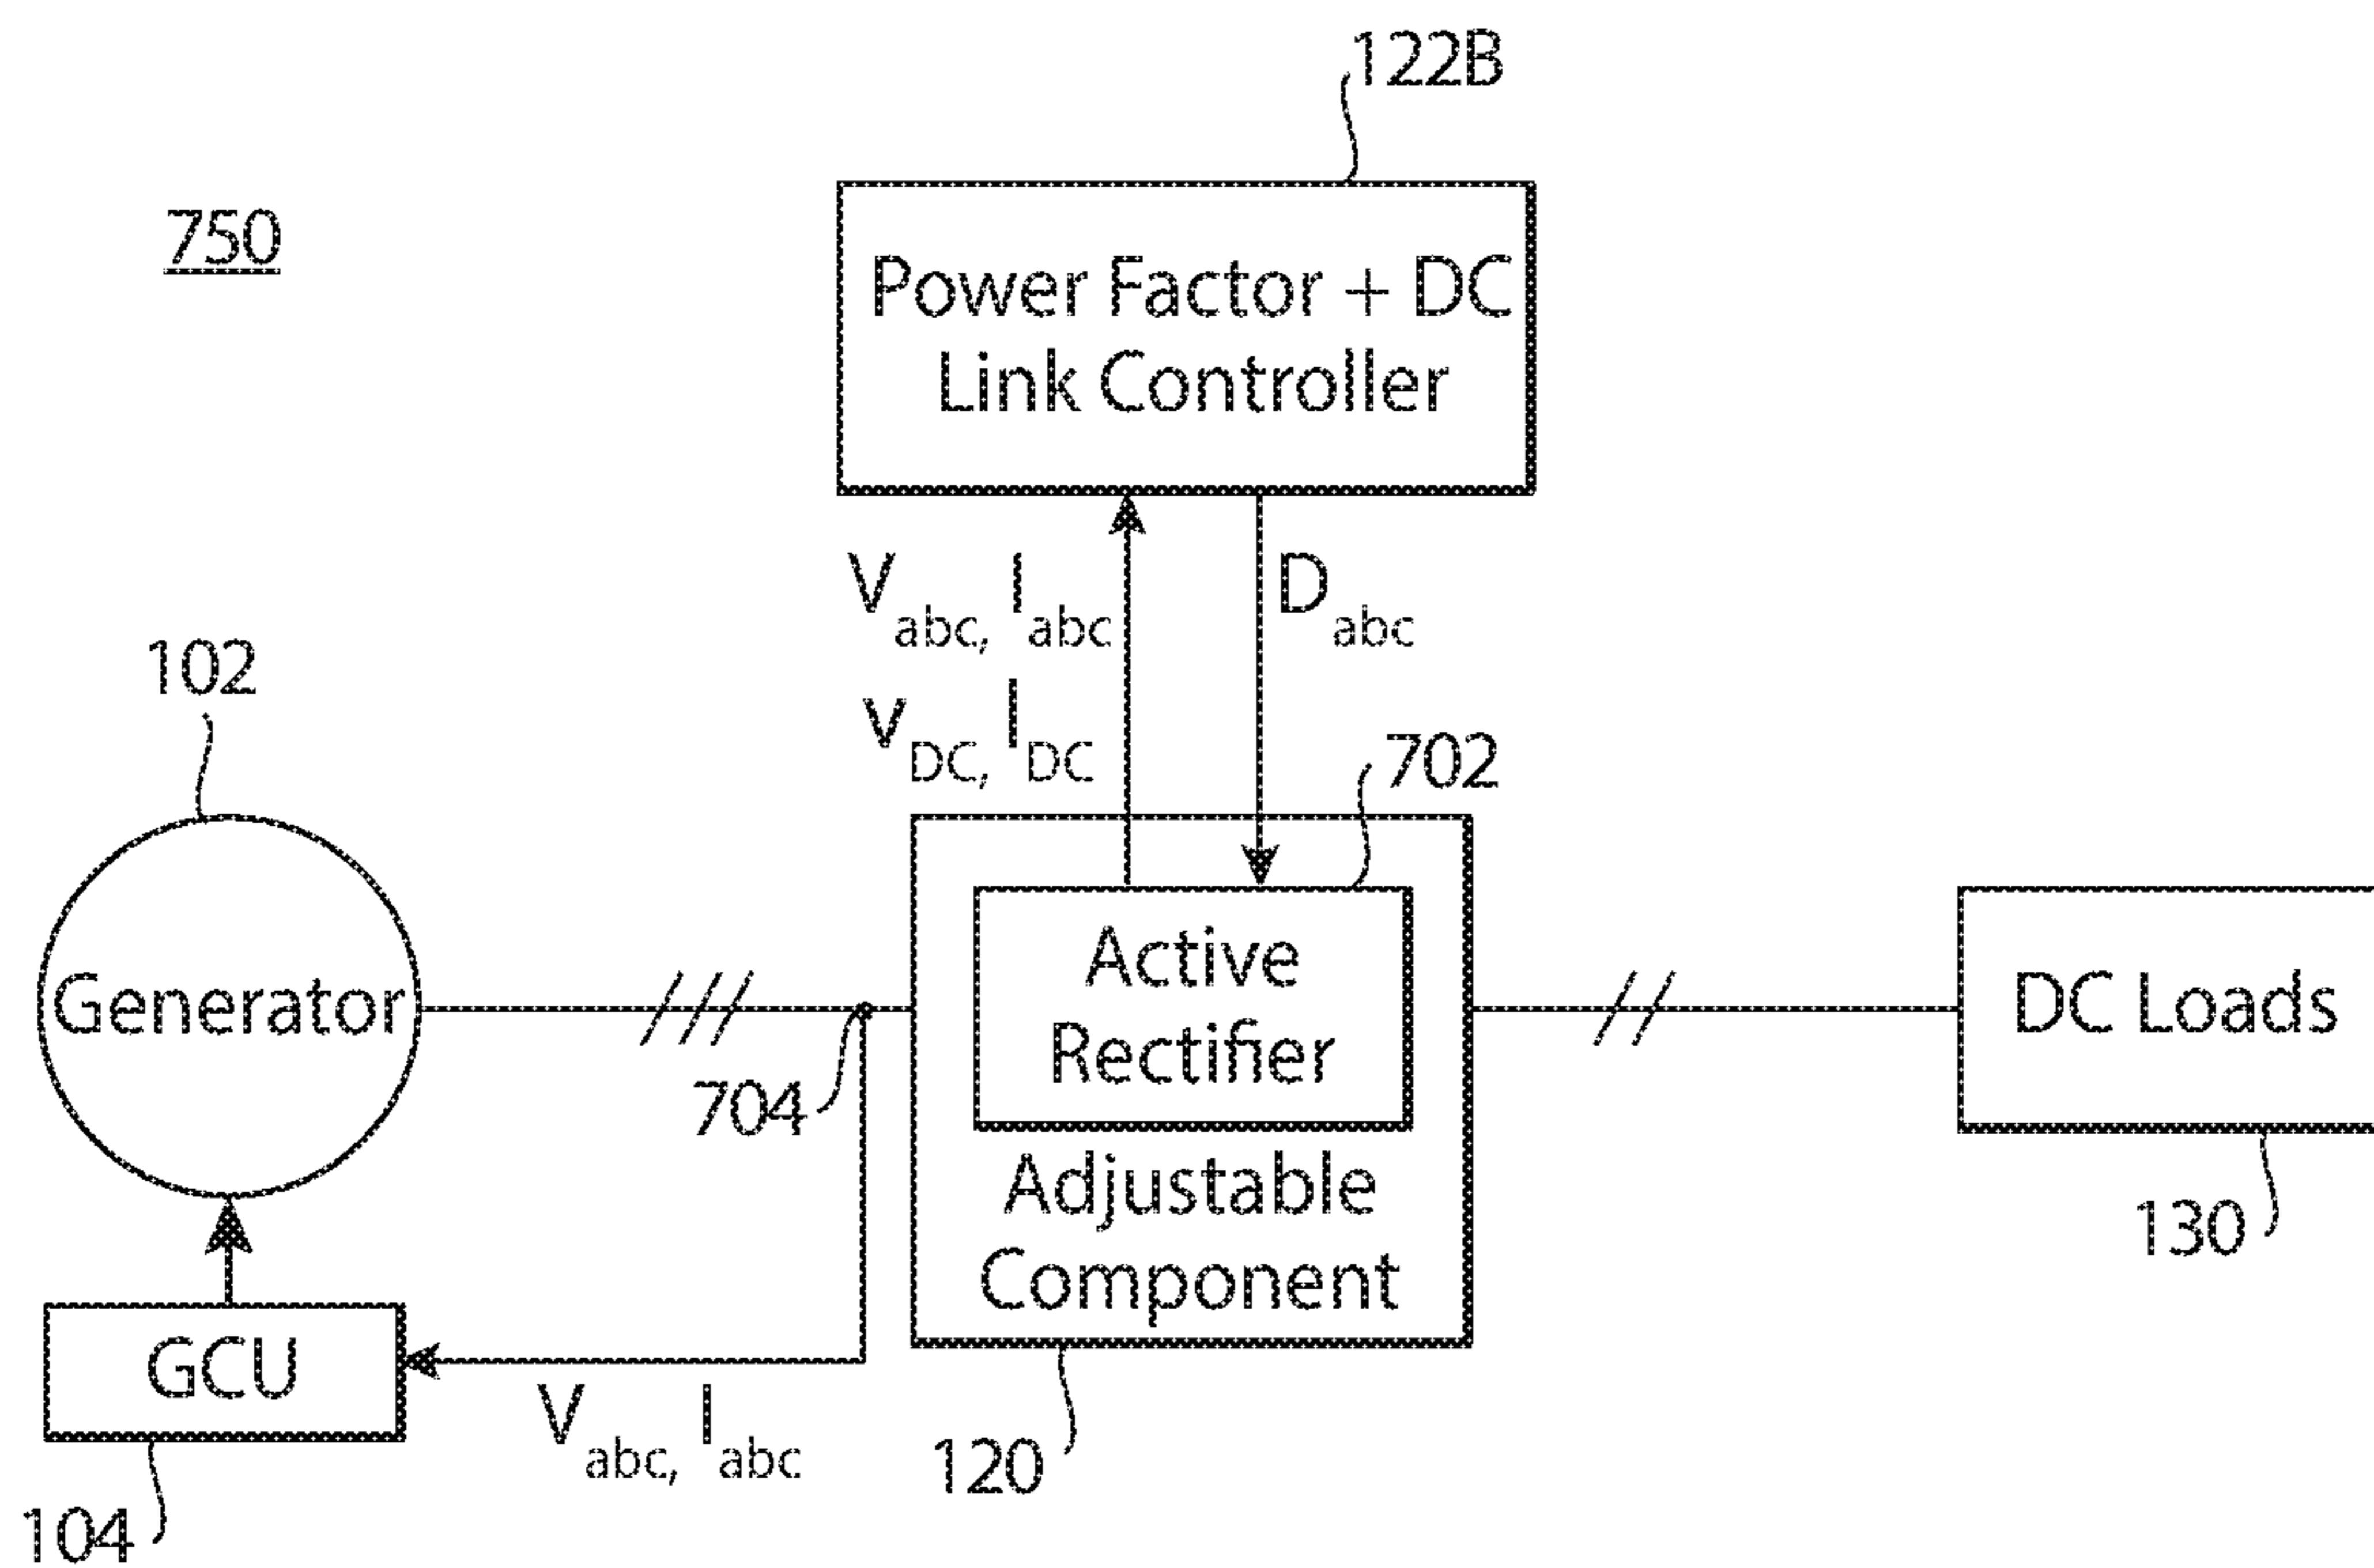 122B
750
Power Factor + DC
Link Controller
Vabc, Iabc
Dabc
vDC, IDC
102
702
Generator
Active
Rectifier
DC Loads
704
Adjustable
Component
130
GCU
Vabc, Iabc
120
104